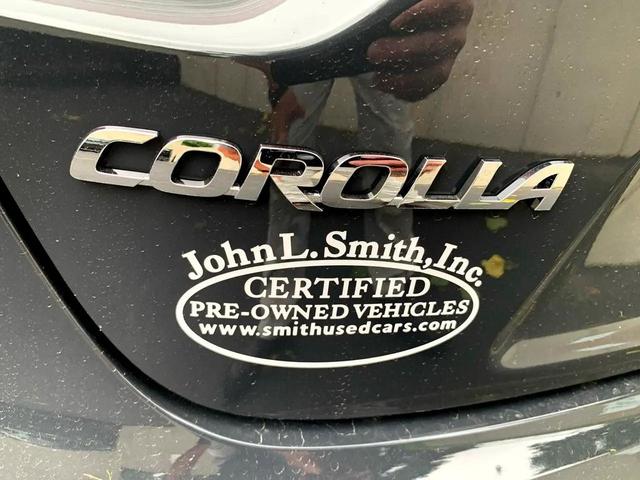 COROLLA
John L. Smith, Inc.
CERTIFIED
PRE-OWNED VEHICLES
www.smithusedcars.com